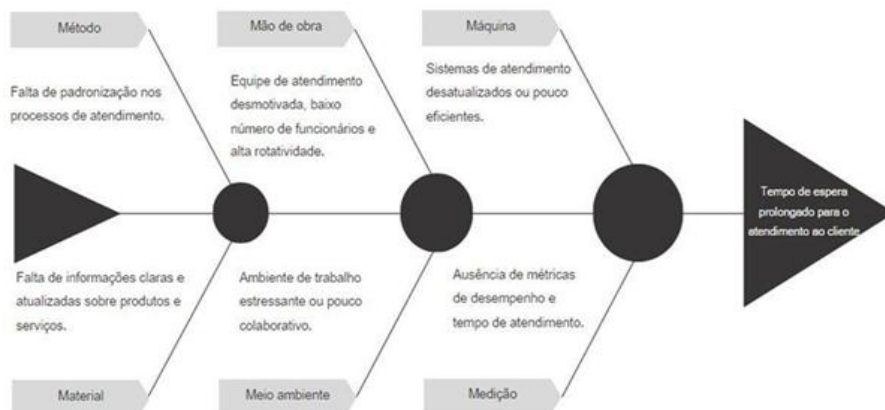 Método
Mão de obra
Máquina
Falta de padronização nos
processos de atendimento.
Equipe de atendimento
desmotivada, baixo
número de funcionários e
alta rotatividade.
Sistemas de atendimento
desatualizados ou pouco
eficientes.
Tempo de espera
prolongado para o
atendimento ao cliente
Falta de informações claras e
atualizadas sobre produtos e
serviços.
Ambiente de trabalho
estressante ou pouco
colaborativo.
Ausência de métricas
de desempenho e
tempo de atendimento.
Material
Meio ambiente
Medição